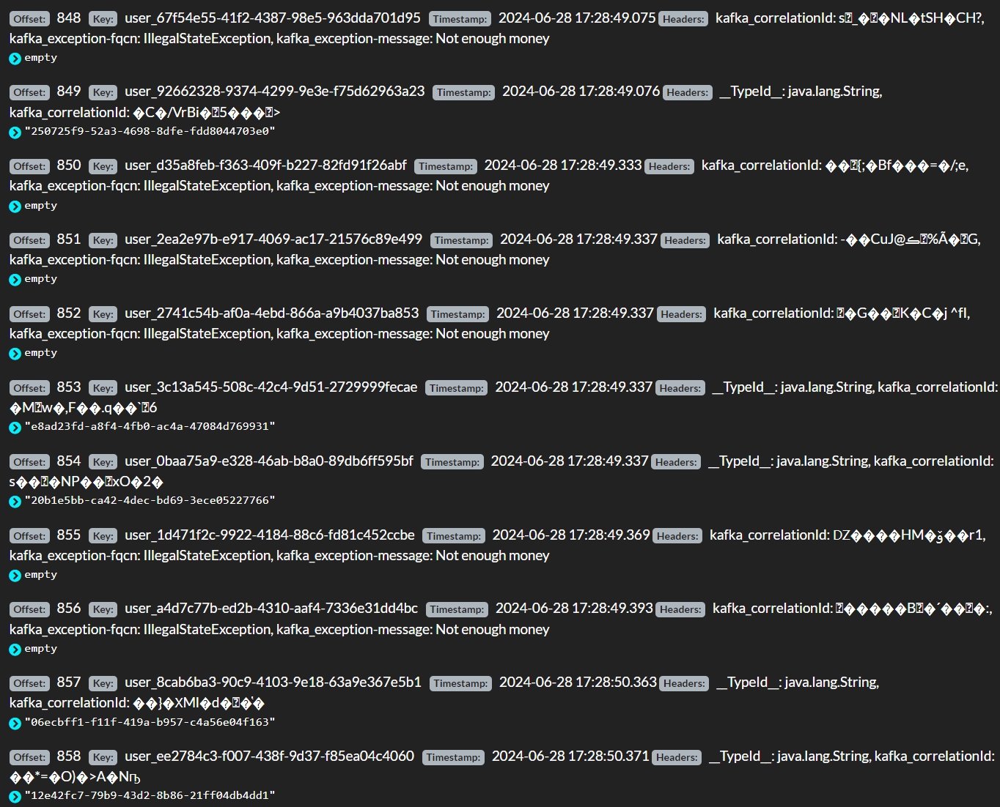 Offset: 848 Key: user_67f54e55-41f2-4387-98e5-963dda701d95 Timestamp: 2024-06-28 17:28:49.075 Headers: kafka_correlationId: s�_��NL�tSH�CH?,
kafka_exception-fqcn: IllegalStateException, kafka_exception-message: Not enough money
empty
Offset: 849 Key: user_92662328-9374-4299-9e3e-f75d62963a23 Timestamp: 2024-06-28 17:28:49.076 Headers: __TypeId__: java.lang.String,
kafka_correlationId: �C�/VrBi�5���>
"250725f9-52a3-4698-8dfe-fdd8044703e0"
Offset: 850 Key: user_d35a8feb-f363-409f-b227-82fd91f26abf Timestamp: 2024-06-28 17:28:49.333 Headers: kafka_correlationId: ��{;�Bf���=�/;e,
kafka_exception-fqcn: IllegalStateException, kafka_exception-message: Not enough money
empty
Offset: 851 Key: user_2ea2e97b-e917-4069-ac17-21576c89e499 Timestamp: 2024-06-28 17:28:49.337 Headers: kafka_correlationId: -��CuJ@ڪ%Ã�G,
kafka_exception-fqcn: IllegalStateException, kafka_exception-message: Not enough money
empty
Offset: 852 Key: user_2741c54b-af0a-4ebd-866a-a9b4037ba853 Timestamp: 2024-06-28 17:28:49.337 Headers: kafka_correlationId: �G��K�C�j ^fI,
kafka_exception-fqcn: IllegalStateException, kafka_exception-message: Not enough money
empty
Offset: 853 Key: user_3c13a545-508c-42c4-9d51-2729999fecae Timestamp: 2024-06-28 17:28:49.337 Headers: __TypeId__: java.lang.String, kafka_correlationId:
�Mw�,F��.q��`6
"e8ad23fd-a8f4-4fb0-ac4a-47084d769931"
Offset: 854 Key: user_0baa75a9-e328-46ab-b8a0-89db6ff595bf Timestamp: 2024-06-28 17:28:49.337 Headers: __TypeId__: java.lang.String, kafka_correlationId:
s���NP��xO�2�
"20b1e5bb-ca42-4dec-bd69-3ece05227766"
Offset: 855 Key: user_1d471f2c-9922-4184-88c6-fd81c452ccbe Timestamp: 2024-06-28 17:28:49.369 Headers: kafka_correlationId: Ǳ����HM�ۆ��r1,
kafka_exception-fqcn: IllegalStateException, kafka_exception-message: Not enough money
empty
Offset: 856 Key: user_a4d7c77b-ed2b-4310-aaf4-7336e31dd4bc Timestamp: 2024-06-28 17:28:49.393 Headers: kafka_correlationId: �����B�´���:,
kafka_exception-fqcn: IllegalStateException, kafka_exception-message: Not enough money
empty
Offset: 857 Key: user_8cab6ba3-90c9-4103-9e18-63a9e367e5b1 Timestamp: 2024-06-28 17:28:50.363 Headers: __TypeId__: java.lang.String,
kafka_correlationId: ��}�XMI�d���
"06ecbff1-f11f-419a-b957-c4a56e04f163"
Offset: 858 Key: user_ee2784c3-f007-438f-9d37-f85ea04c4060 Timestamp: 2024-06-28 17:28:50.371 Headers: __TypeId__: java.lang.String, kafka_correlationId:
��*=�O)�>A�Nҧ
"12e42fc7-79b9-43d2-8b86-21ff04db4dd1"